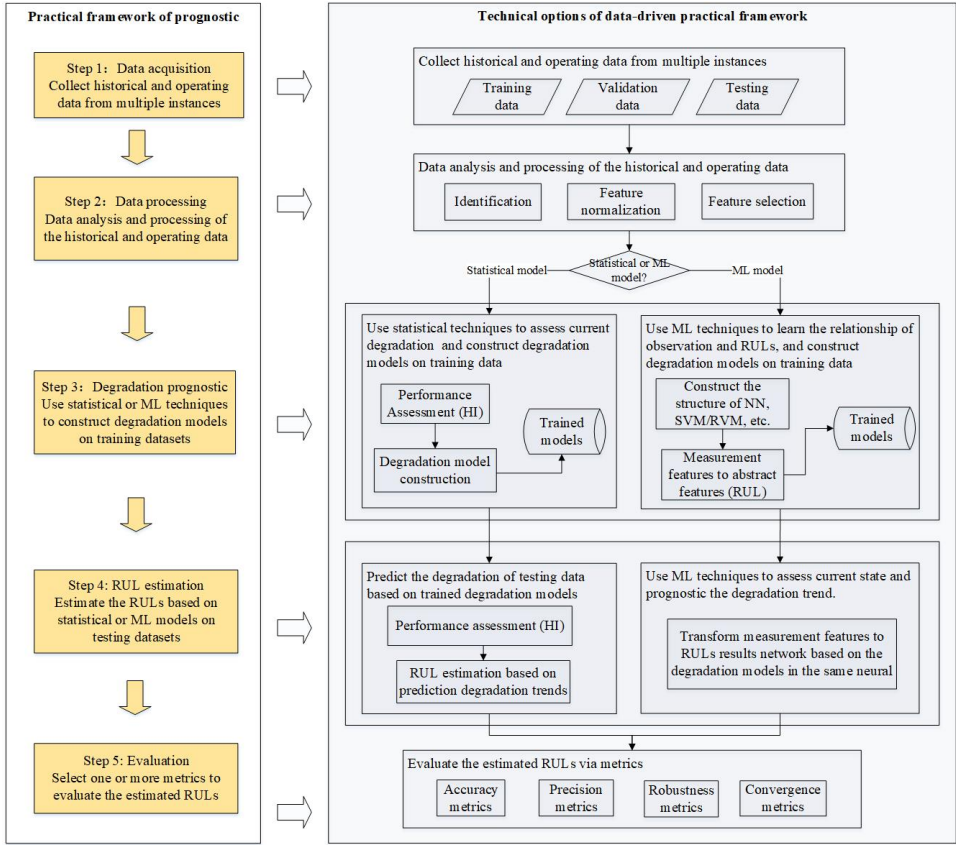 Practical framework of prognostic
Step 1：Data acquisition
Collect historical and operating
data from multiple instances
Step 2：Data processing
Data analysis and processing of
the historical and operating data
Step 3：Degradation prognostic
Use statistical or ML techniques
to construct degradation models
on training datasets
Step 4: RUL estimation
Estimate the RULs based on
statistical or ML models on
testing datasets
Step 5: Evaluation
Select one or more metrics to
evaluate the estimated RULs
Technical options of data-driven practical framework
Collect historical and operating data from multiple instances
Training
data
Validation
data
Testing
data
Data analysis and processing of the historical and operating data
Identification
Feature
normalization
Feature selection
Statistical or ML
model?
Statistical model
ML model
Use statistical techniques to assess current
degradation and construct degradation
models on training data
Performance
Assessment (HI)
Degradation model
construction
Trained
models
Use ML techniques to learn the relationship of
observation and RULs, and construct
degradation models on training data
Construct the
structure of NN,
SVM/RVM, etc.
Measurement
features to abstract
features (RUL)
Trained
models
Predict the degradation of testing data
based on trained degradation models
Performance assessment (HI)
RUL estimation based on
prediction degradation trends
Use ML techniques to assess current state and
prognostic the degradation trend.
Transform measurement features to
RULs results network based on the
degradation models in the same neural
Evaluate the estimated RULs via metrics
Accuracy
metrics
Precision
metrics
Robustness
metrics
Convergence
metrics